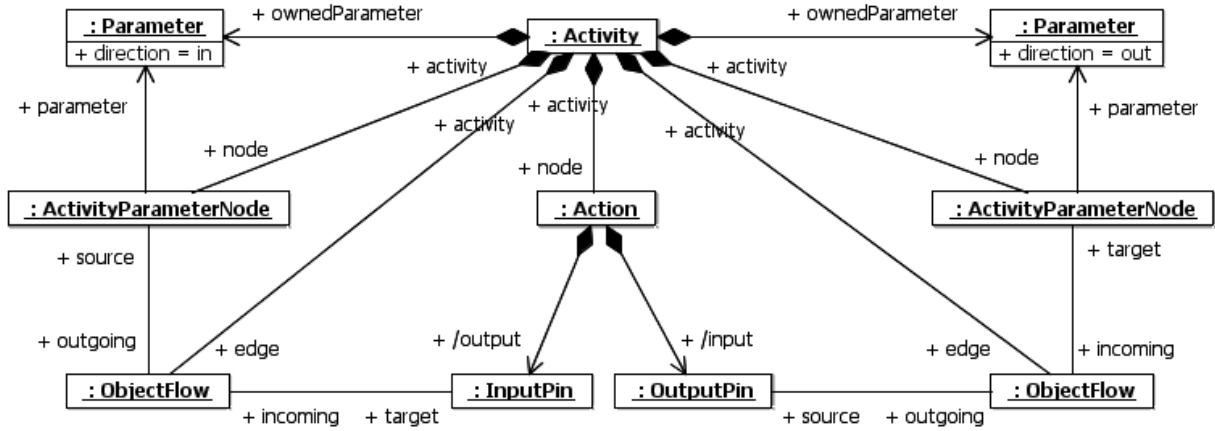 + ownedParameter
+ ownedParameter
: Parameter
: Activity
: Parameter
+ direction = in
+ direction = out
+ activity
+ activity
+ parameter
+ activity
+ parameter
+ activity
+ activity
+ node
+ node
+ node
: ActivityParameterNode
: Action
: ActivityParameterNode
+ source
+ target
+ outgoing
+ edge
+ /output
+ /input
+ edge
+ incoming
: ObjectFlow
: InputPin
: OutputPin
: ObjectFlow
+ incoming
+ target
+ source
+ outgoing